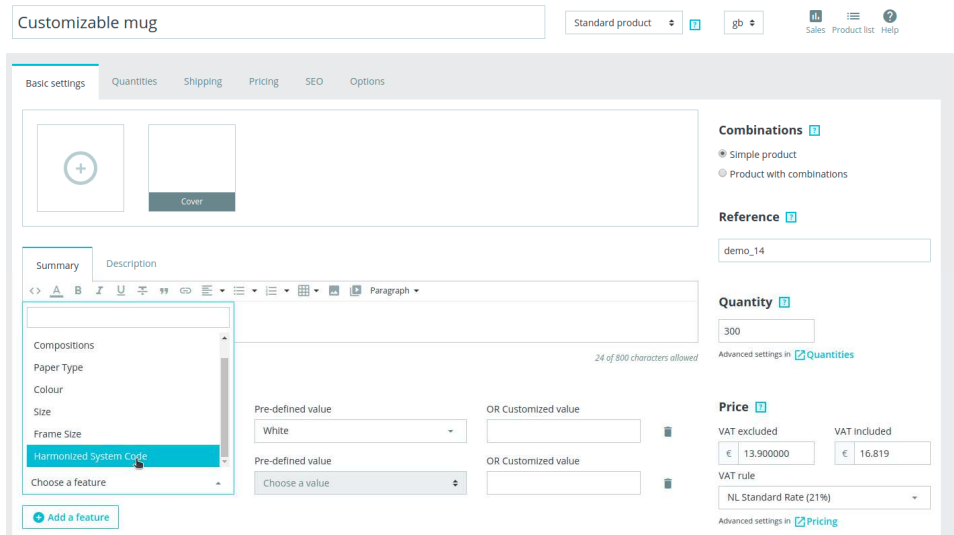 Customizable mug
Standard product
?
gb
Sales
Product list
Help
Basic settings
Quantities
Shipping
Pricing
SEO
Options
Cover
Combinations ?
Simple product
Product with combinations
Reference ?
demo_14
Summary
Description
A B I U
Paragraph
Quantity ?
300
Advanced settings in Quantities
24 of 800 characters allowed
Compositions
Paper Type
Colour
Size
Frame Size
Harmonized System Code
Choose a feature
Pre-defined value
OR Customized value
White
Pre-defined value
OR Customized value
Choose a value
Add a feature
Price ?
VAT excluded
VAT Included
€ 13.900000
€ 16.819
VAT rule
NL Standard Rate (21%)
Advanced settings in Pricing